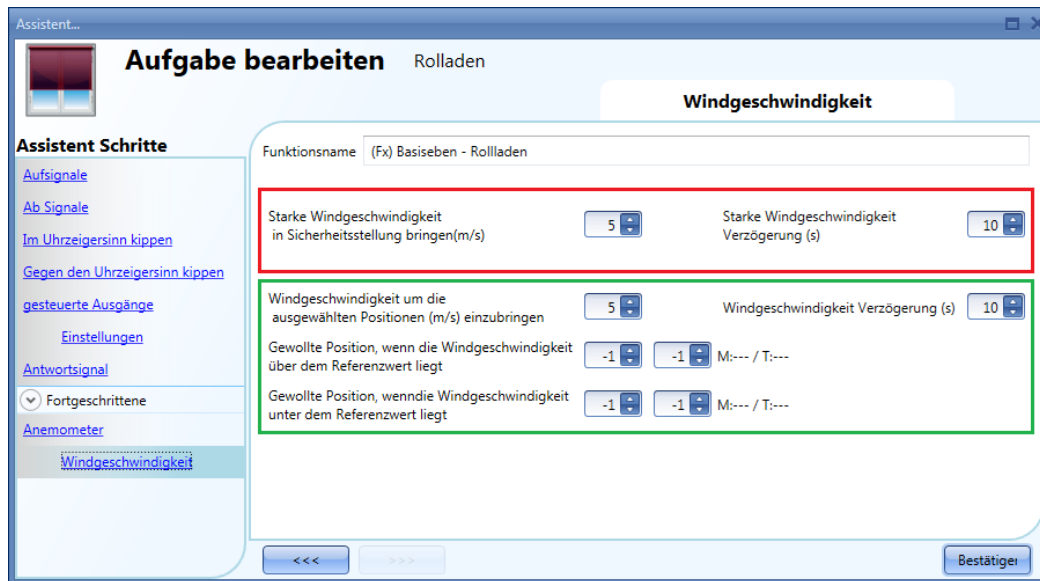 Assistent...
Aufgabe bearbeiten Rolladen
Windgeschwindigkeit
Assistent Schritte
Aufsignale
Ab Signale
Im Uhrzeigersinn kippen
Gegen den Uhrzeigersinn kippen
gesteuerte Ausgänge
Einstellungen
Antwortsignal
Fortgeschrittene
Anemometer
Windgeschwindigkeit
Funktionsname (Fx) Basiseben - Rollladen
Starke Windgeschwindigkeit
in Sicherheitsstellung bringen(m/s) 5
Starke Windgeschwindigkeit
Verzögerung (s) 10
Windgeschwindigkeit um die
ausgewählten Positionen (m/s) einzubringen 5
Windgeschwindigkeit Verzögerung (s) 10
Gewollte Position, wenn die Windgeschwindigkeit
über dem Referenzwert liegt -1 -1 M:--- / T:---
Gewollte Position, wenndie Windgeschwindigkeit
unter dem Referenzwert liegt -1 -1 M:--- / T:---
<<< >>> Bestätiger